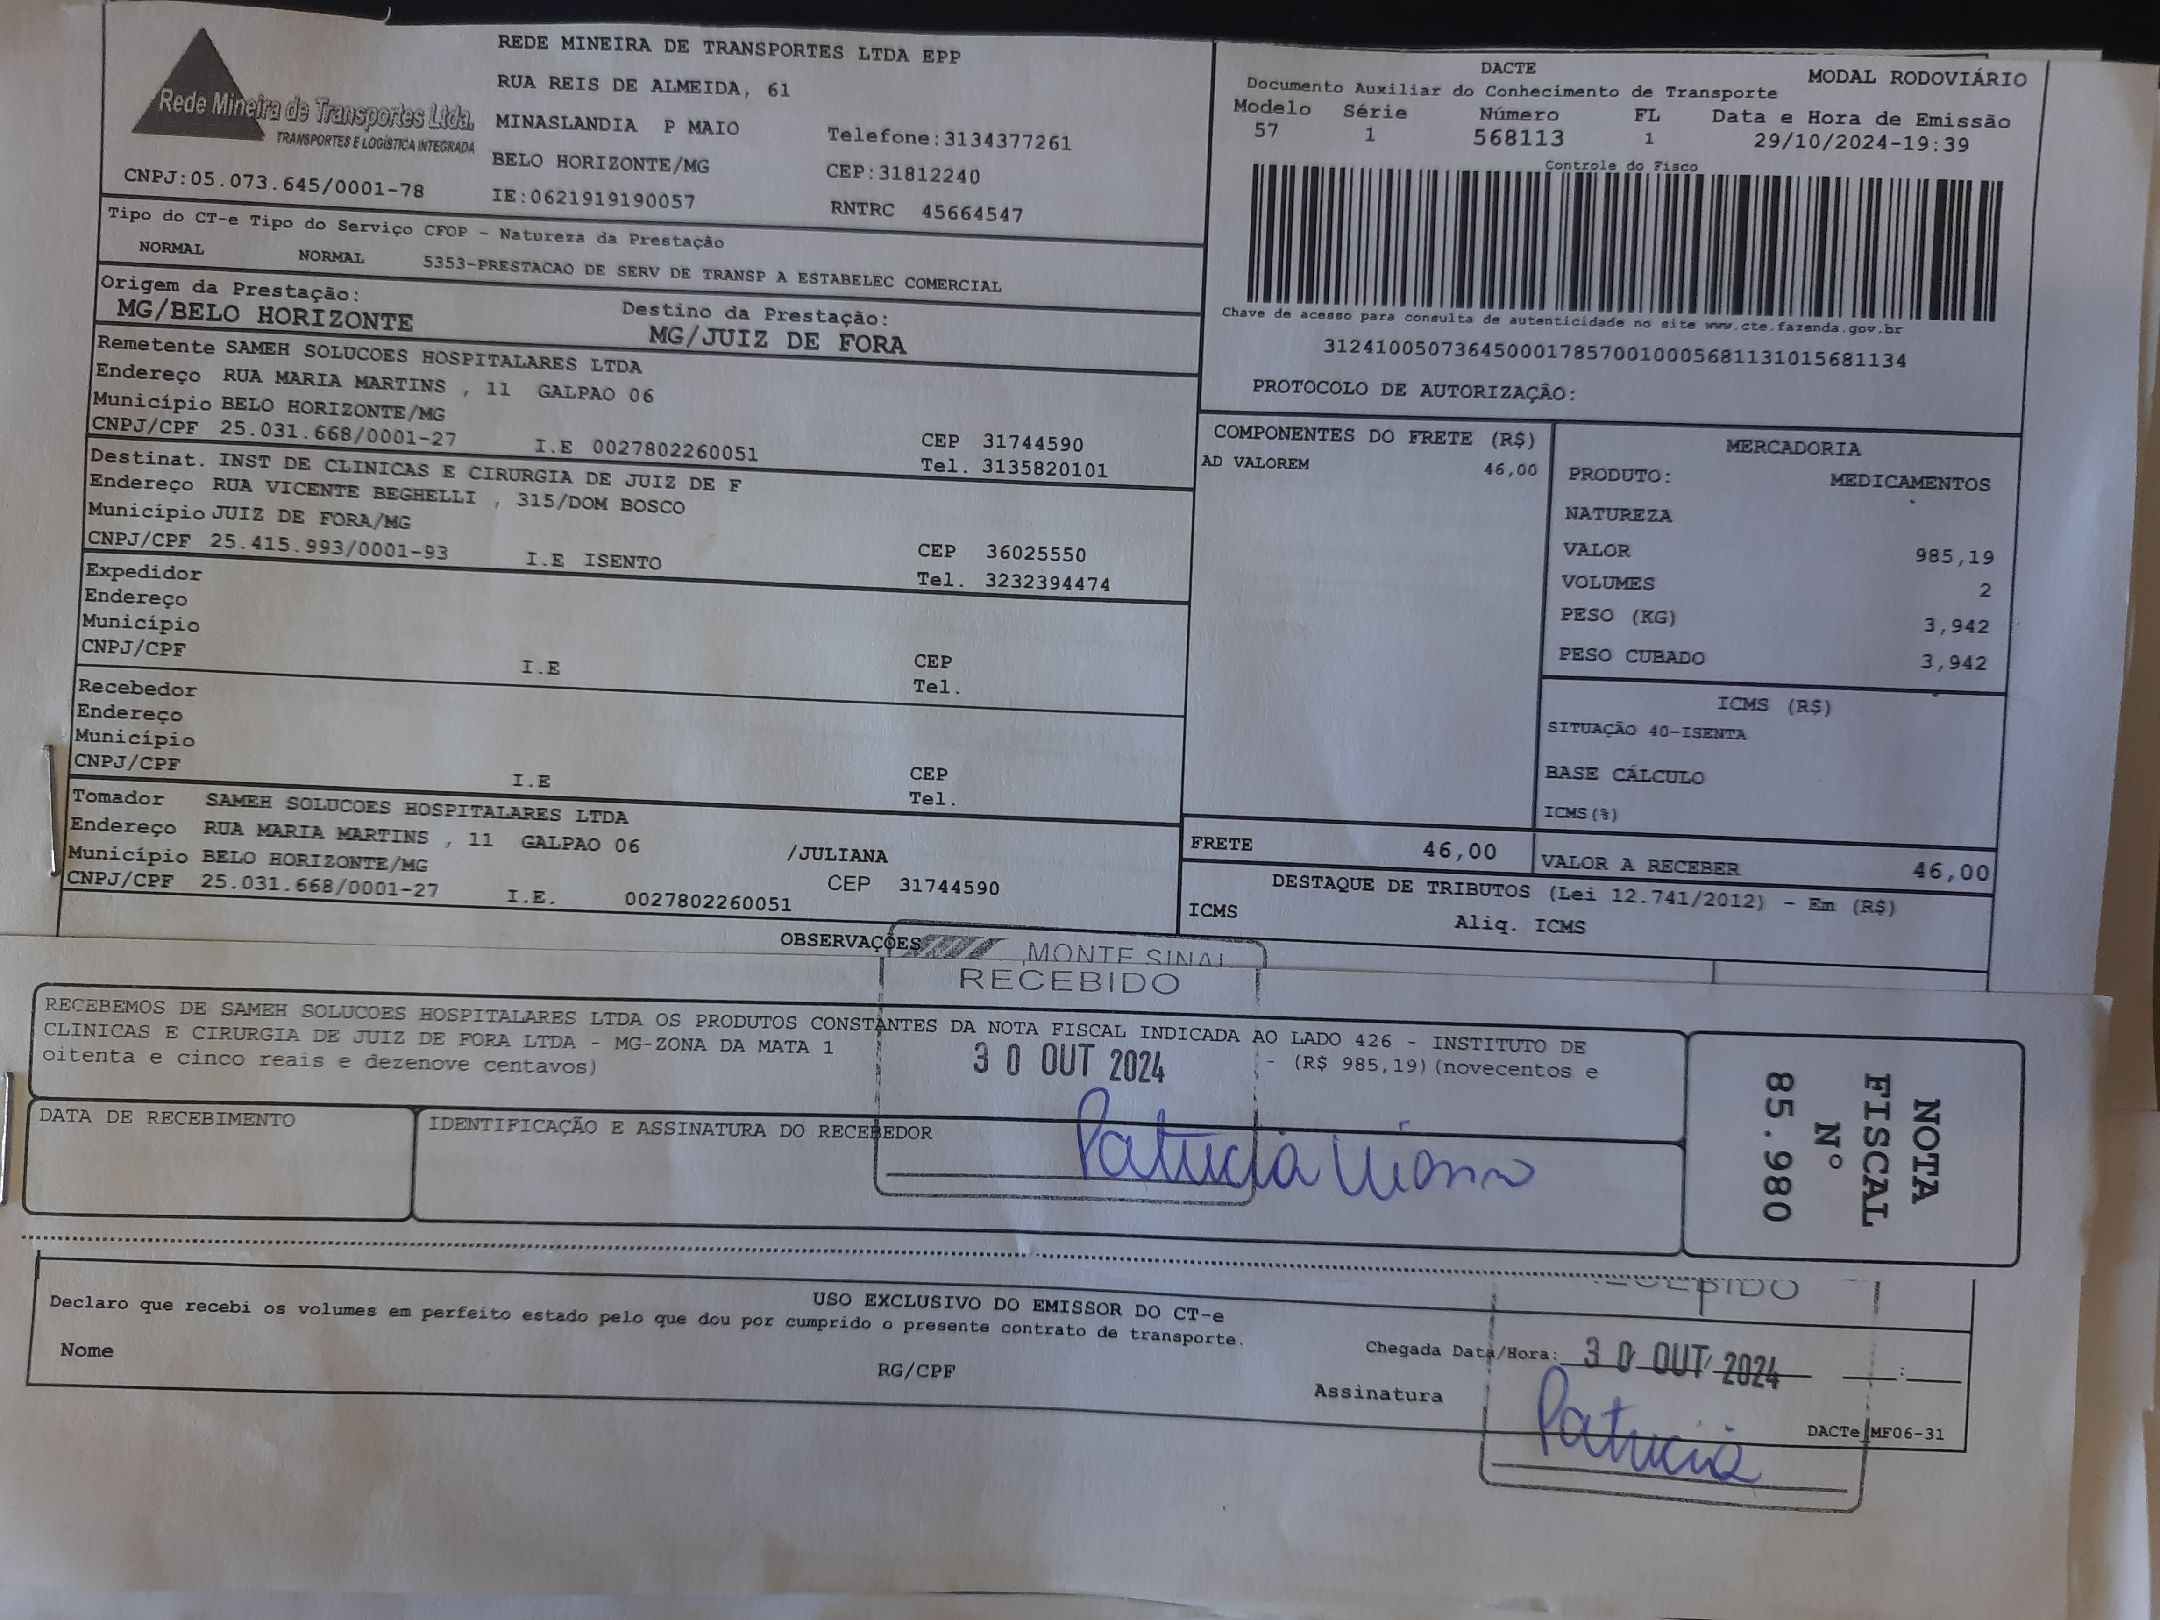 REDE MINEIRA DE TRANSPORTES LTDA EPP
RUA REIS DE ALMEIDA, 61
Rede Mineira de Transportes Ltda.
TRANSPORTES E LOGÍSTICA INTEGRADA
MINASLANDIA P MAIO Telefone:3134377261
BELO HORIZONTE/MG CEP:31812240
CNPJ:05.073.645/0001-78 IE:0621919190057 RNTRC 45664547
DACTE MODAL RODOVIÁRIO
Documento Auxiliar do Conhecimento de Transporte
Modelo Série Número FL Data e Hora de Emissão
57 1 568113 1 29/10/2024-19:39
Controle do Fisco
Chave de acesso para consulta de autenticidade no site www.cte.fazenda.gov.br
31241005073645000178570010005681131015681134
PROTOCOLO DE AUTORIZAÇÃO:
Tipo do CT-e Tipo do Serviço CFOP - Natureza da Prestação
NORMAL NORMAL 5353-PRESTACAO DE SERV DE TRANSP A ESTABELEC COMERCIAL
Origem da Prestação: Destino da Prestação:
MG/BELO HORIZONTE MG/JUIZ DE FORA
Remetente SAMEH SOLUCOES HOSPITALARES LTDA
Endereço RUA MARIA MARTINS , 11 GALPAO 06
Município BELO HORIZONTE/MG CEP 31744590
CNPJ/CPF 25.031.668/0001-27 I.E 0027802260051 Tel. 3135820101
Destinat. INST DE CLINICAS E CIRURGIA DE JUIZ DE F
Endereço RUA VICENTE BEGHELLI , 315/DOM BOSCO
Município JUIZ DE FORA/MG CEP 36025550
CNPJ/CPF 25.415.993/0001-93 I.E ISENTO Tel. 3232394474
Expedidor
Endereço
Município CEP
CNPJ/CPF I.E Tel.
Recebedor
Endereço
Município CEP
CNPJ/CPF I.E Tel.
Tomador SAMEH SOLUCOES HOSPITALARES LTDA
Endereço RUA MARIA MARTINS , 11 GALPAO 06 /JULIANA
Município BELO HORIZONTE/MG CEP 31744590
CNPJ/CPF 25.031.668/0001-27 I.E. 0027802260051
COMPONENTES DO FRETE (R$)
AD VALOREM 46,00
MERCADORIA
PRODUTO: MEDICAMENTOS
NATUREZA
VALOR 985,19
VOLUMES 2
PESO (KG) 3,942
PESO CUBADO 3,942
ICMS (R$)
SITUAÇÃO 40-ISENTA
BASE CÁLCULO
ICMS(%)
FRETE 46,00 VALOR A RECEBER 46,00
DESTAQUE DE TRIBUTOS (Lei 12.741/2012) - Em (R$)
ICMS Aliq. ICMS
OBSERVAÇÕES
MONTE SINAI
RECEBIDO
RECEBEMOS DE SAMEH SOLUCOES HOSPITALARES LTDA OS PRODUTOS CONSTANTES DA NOTA FISCAL INDICADA AO LADO 426 - INSTITUTO DE
CLINICAS E CIRURGIA DE JUIZ DE FORA LTDA - MG-ZONA DA MATA 1 - (R$ 985,19) (novecentos e
oitenta e cinco reais e dezenove centavos)
30 OUT 2024
NOTA
FISCAL
Nº
85.980
DATA DE RECEBIMENTO IDENTIFICAÇÃO E ASSINATURA DO RECEBEDOR
Patricia
RECEBIDO
USO EXCLUSIVO DO EMISSOR DO CT-e
Declaro que recebi os volumes em perfeito estado pelo que dou por cumprido o presente contrato de transporte.
Chegada Data/Hora: 30 OUT 2024 :
Nome RG/CPF Assinatura
Patricia
DACTe MF06-31